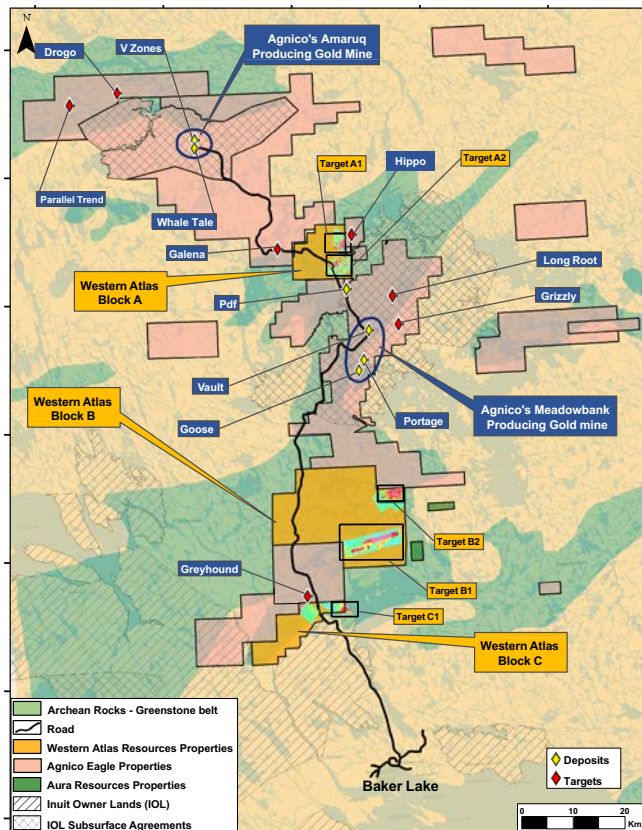 N
V Zones
Drogo
Agnico's Amaruq
Producing Gold Mine
Target A1
Hippo
Target A2
Parallel Trend
Whale Tale
Galena
Long Root
Western Atlas
Block A
Pdf
Grizzly
Vault
Western Atlas
Block B
Goose
Portage
Agnico's Meadowbank
Producing Gold mine
Target B2
Greyhound
Target B1
Target C1
Western Atlas
Block C
Archean Rocks - Greenstone belt
Road
Western Atlas Resources Properties
Agnico Eagle Properties
Aura Resources Properties
Inuit Owner Lands (IOL)
IOL Subsurface Agreements
Baker Lake
Deposits
Targets
0 10 20
Km